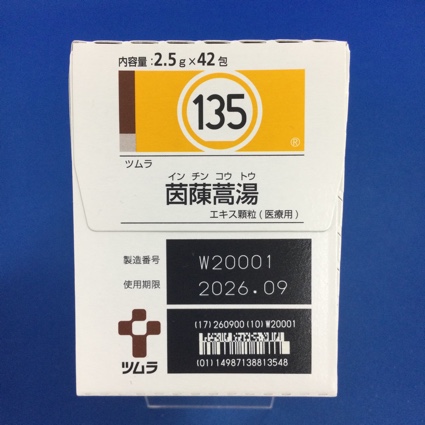 内容量:2.5g×42包
135
®
ツムラ
イン チン コウ トウ
茵蔯蒿湯
エキス顆粒(医療用)
製造番号 W20001
使用期限 2026.09
(17)260900(10)W20001
(01)14987138813548
ツムラ